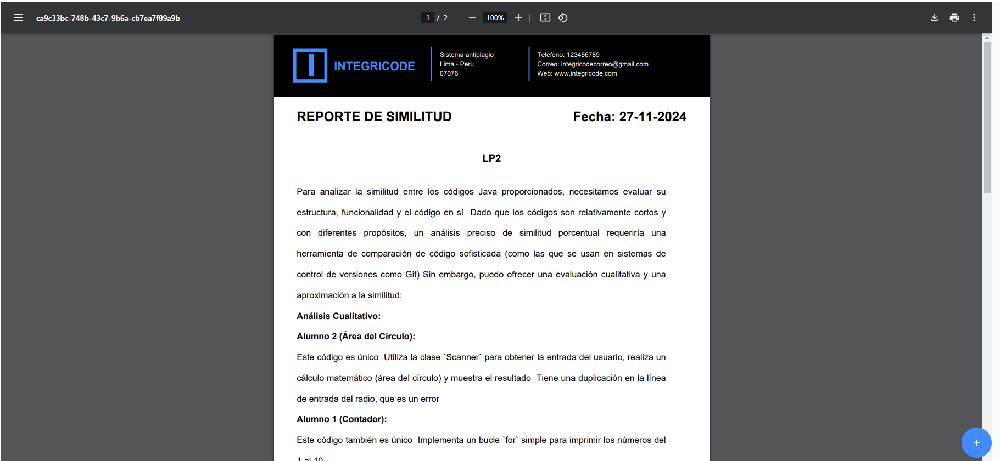 ca9c33bc-748b-43c7-9b6a-cb7ea7f89a9b
1 / 2
100%
I
INTEGRICODE
Sistema antiplagio
Lima - Peru
07076
Telefono: 123456789
Correo: integricodecorreo@gmail.com
Web: www.integricode.com
REPORTE DE SIMILITUD
Fecha: 27-11-2024
LP2
Para analizar la similitud entre los códigos Java proporcionados, necesitamos evaluar su
estructura, funcionalidad y el código en sí  Dado que los códigos son relativamente cortos y
con diferentes propósitos, un análisis preciso de similitud porcentual requeriría una
herramienta de comparación de código sofisticada (como las que se usan en sistemas de
control de versiones como Git) Sin embargo, puedo ofrecer una evaluación cualitativa y una
aproximación a la similitud:
Análisis Cualitativo:
Alumno 2 (Área del Círculo):
Este código es único  Utiliza la clase `Scanner` para obtener la entrada del usuario, realiza un
cálculo matemático (área del círculo) y muestra el resultado  Tiene una duplicación en la línea
de entrada del radio, que es un error
Alumno 1 (Contador):
Este código también es único  Implementa un bucle `for` simple para imprimir los números del
1 al 10